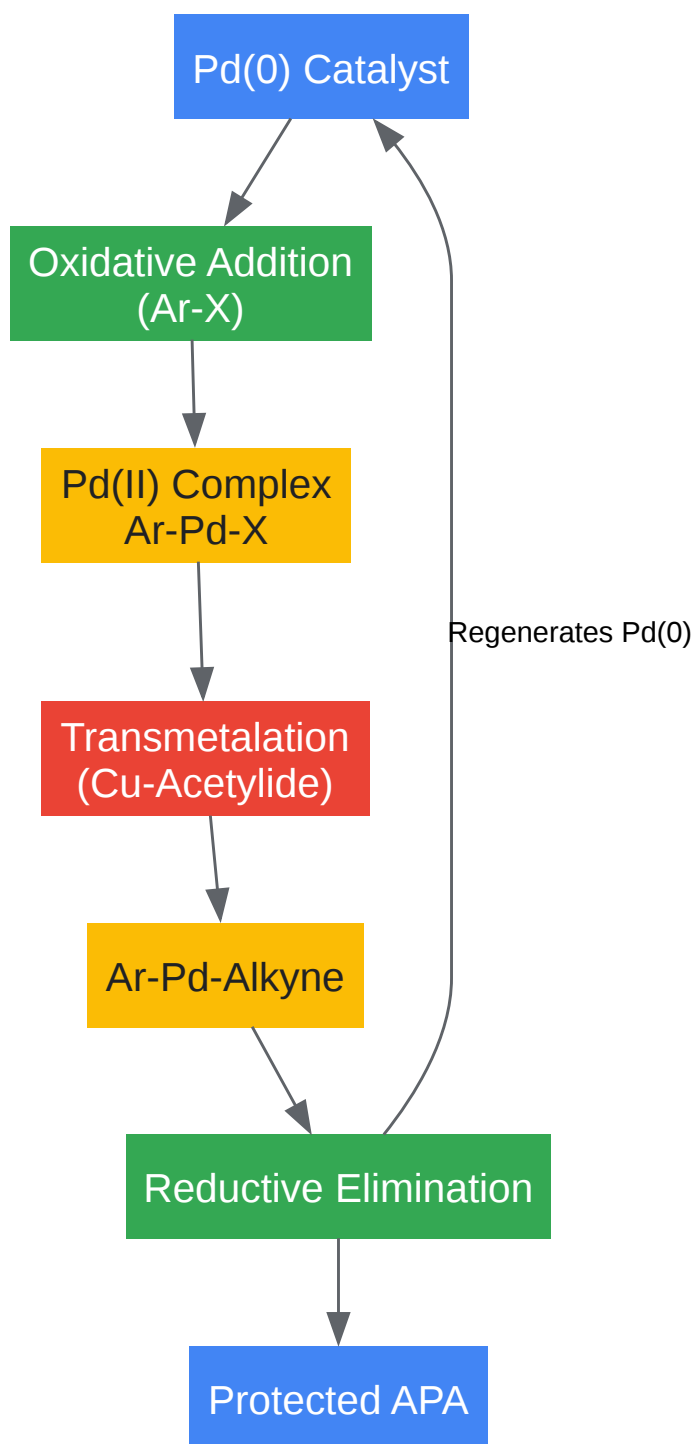 Pd(0) Catalyst
Oxidative Addition
(Ar-X)
Pd(II) Complex
Ar-Pd-X
Regenerates Pd(0)
Transmetalation
(Cu-Acetylide)
Ar-Pd-Alkyne
Reductive Elimination
Protected APA